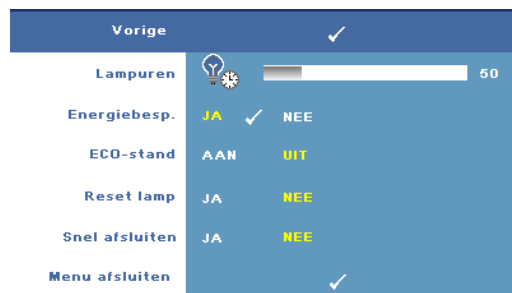 Vorige
Lampuren 50
Energiebesp. JA NEE
ECO-stand AAN UIT
Reset lamp JA NEE
Snel afsluiten JA NEE
Menu afsluiten